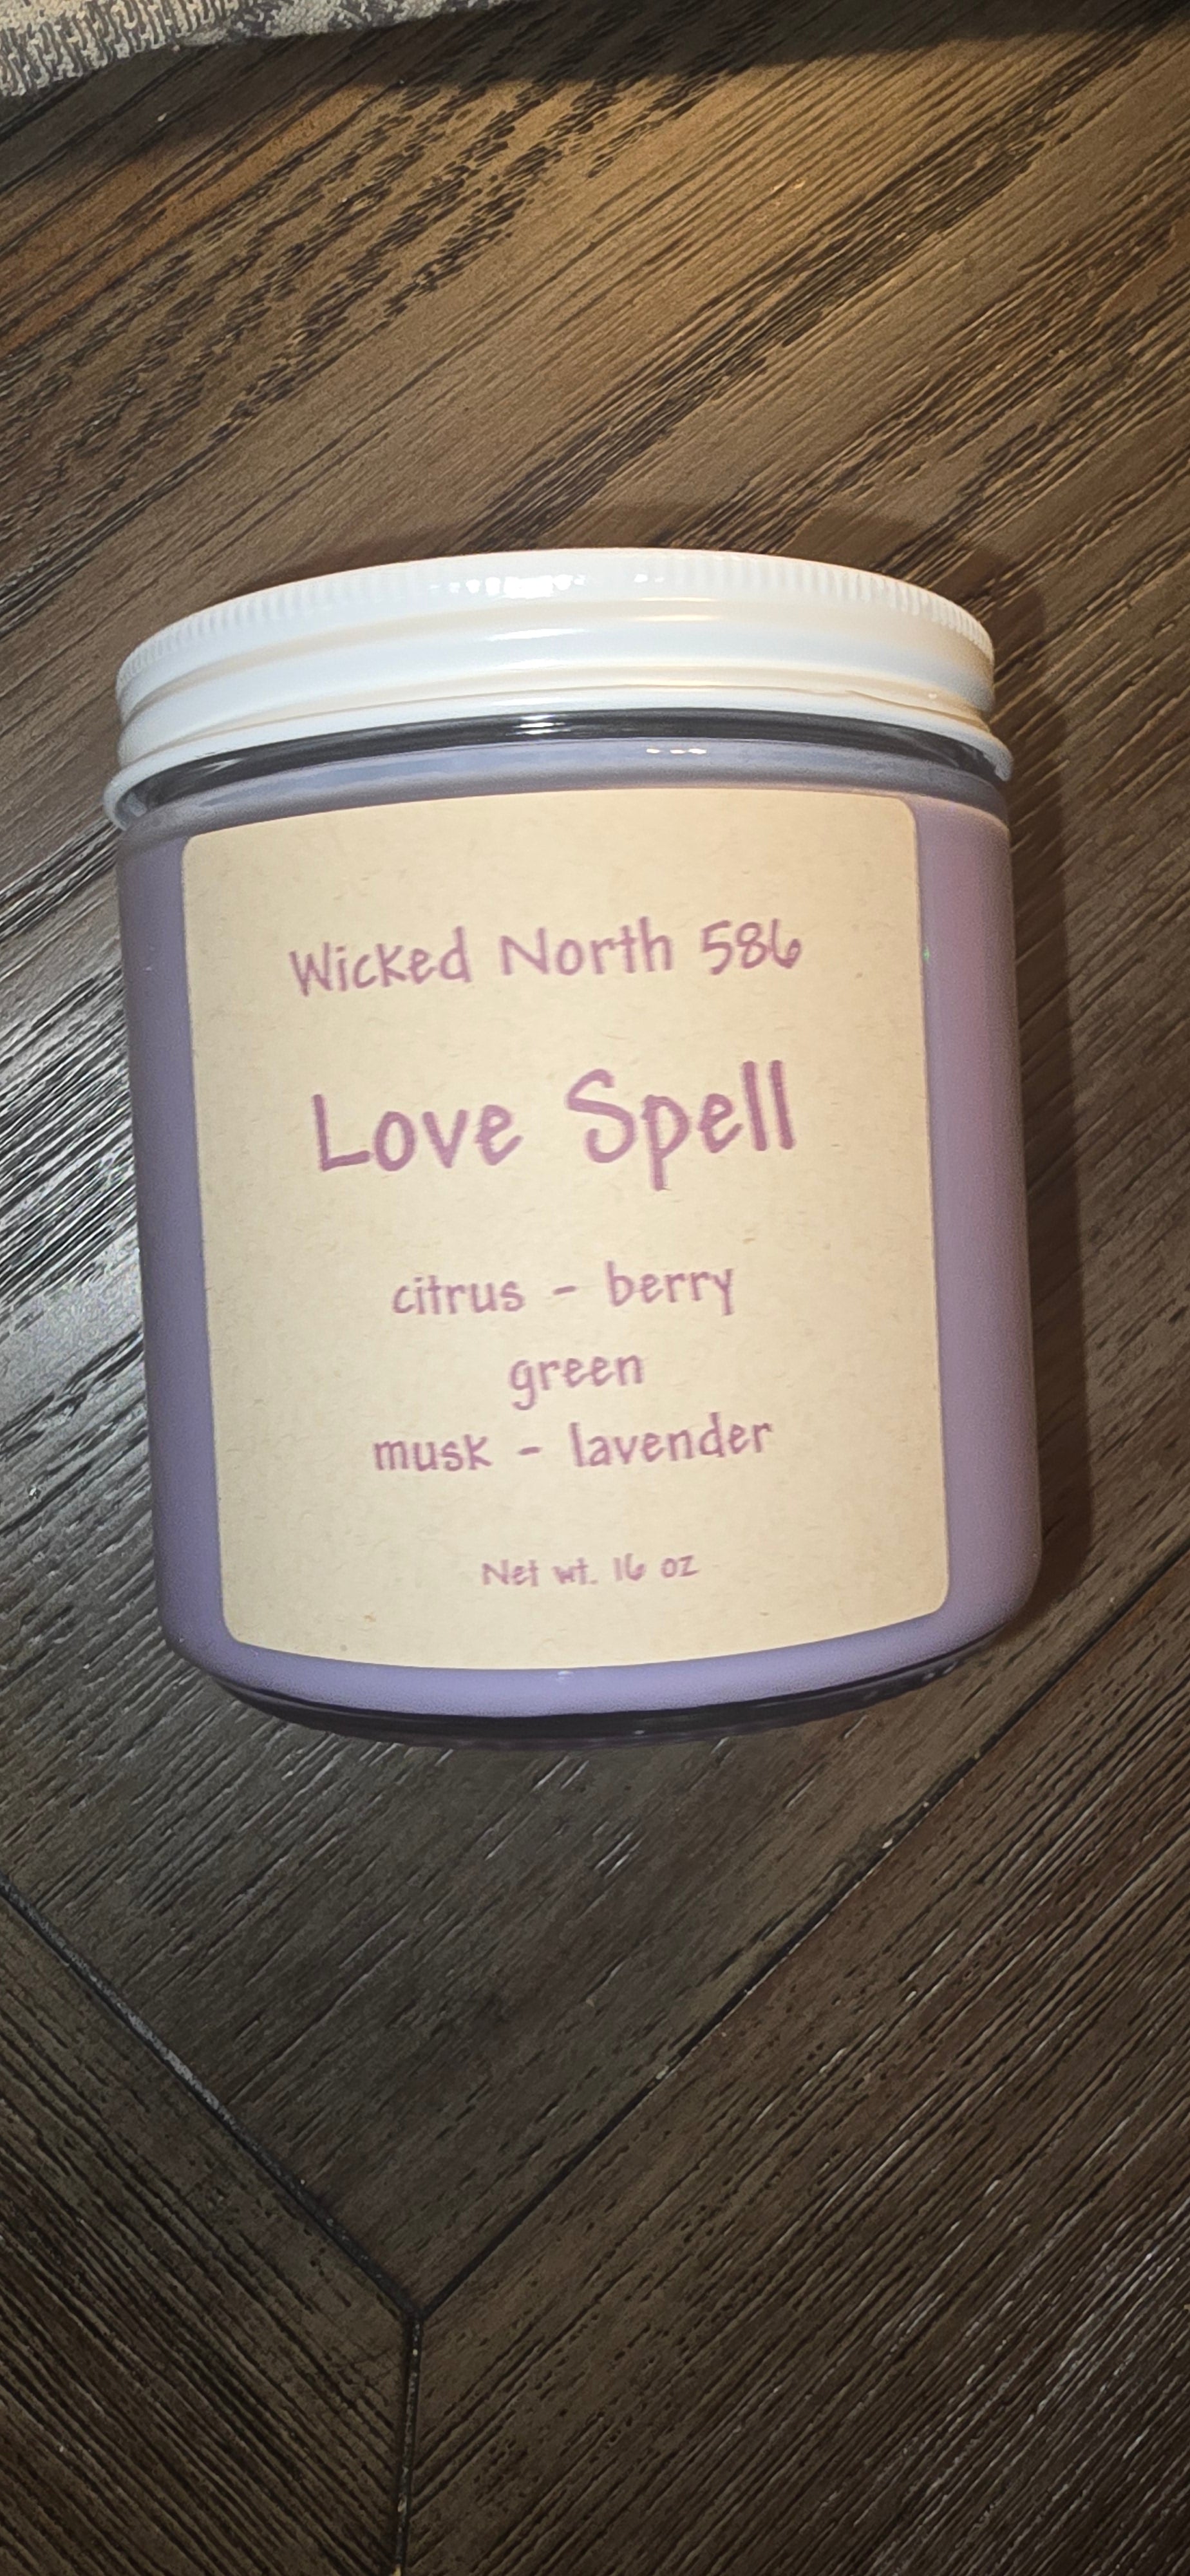 Wicked North 586
Love Spell
citrus - berry
green
musk - lavender
Net wt. 16 oz